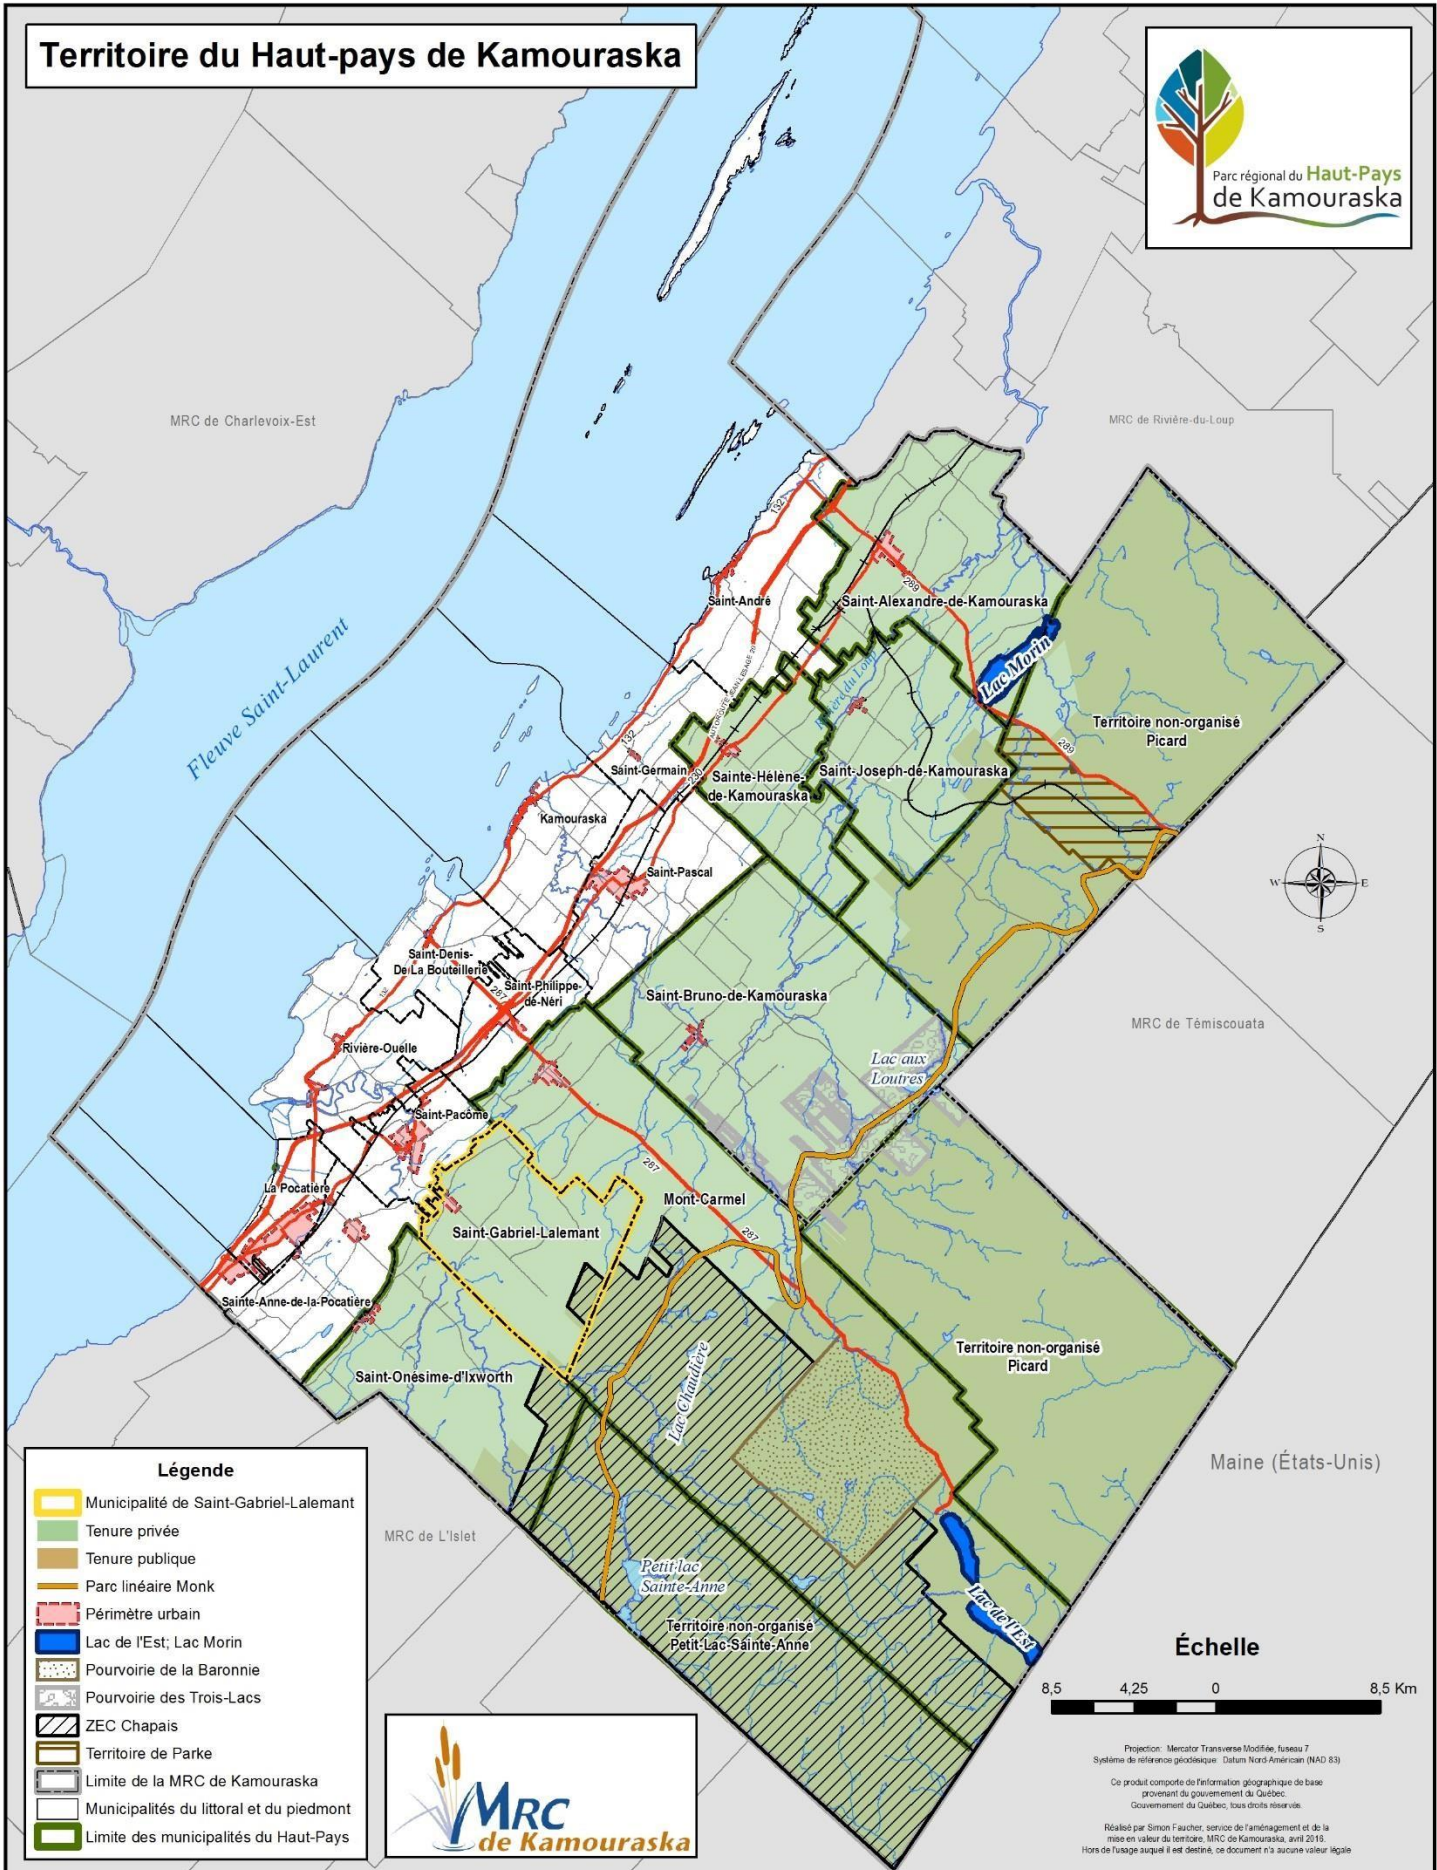 Territoire du Haut-pays de Kamouraska
Parc régional du Haut-Pays
de Kamouraska
MRC de Charlevoix-Est
MRC de Rivière-du-Loup
Fleuve Saint-Laurent
132
Saint-André
289
Saint-Alexandre-de-Kamouraska
Lac Morin
AUTOROUTE JEAN-LESAGE 20
Rivière du Loup
Territoire non-organisé
Picard
289
132
Saint-Germain
230
Sainte-Hélène-
de-Kamouraska
Saint-Joseph-de-Kamouraska
Kamouraska
Saint-Pascal
N
W
E
S
Saint-Denis-
De La Bouteillerie
287
Saint-Philippe-
de-Néri
132
Saint-Bruno-de-Kamouraska
MRC de Témiscouata
Rivière-Ouelle
Lac aux
Loutres
Saint-Pacôme
287
La Pocatière
Mont-Carmel
Saint-Gabriel-Lalemant
287
Sainte-Anne-de-la-Pocatière
Territoire non-organisé
Picard
Saint-Onésime-d'Ixworth
Lac Chaudière
Maine (États-Unis)
MRC de L'Islet
Petit lac
Sainte-Anne
Lac de l'Est
Territoire non-organisé
Petit-Lac-Sainte-Anne
Légende
Municipalité de Saint-Gabriel-Lalemant
Tenure privée
Tenure publique
Parc linéaire Monk
Périmètre urbain
Lac de l'Est; Lac Morin
Pourvoirie de la Baronnie
Pourvoirie des Trois-Lacs
ZEC Chapais
Territoire de Parke
Limite de la MRC de Kamouraska
Municipalités du littoral et du piedmont
Limite des municipalités du Haut-Pays
MRC
de Kamouraska
Échelle
8,5 4,25 0 8,5 Km
Projection: Mercator Transverse Modifiée, fuseau 7
Système de référence géodésique: Datum Nord-Américain (NAD 83)
Ce produit comporte de l'information géographique de base
provenant du gouvernement du Québec.
Gouvernement du Québec, tous droits réservés.
Réalisé par Simon Faucher, service de l'aménagement et de la
mise en valeur du territoire, MRC de Kamouraska, avril 2016.
Hors de l'usage auquel il est destiné, ce document n'a aucune valeur légale